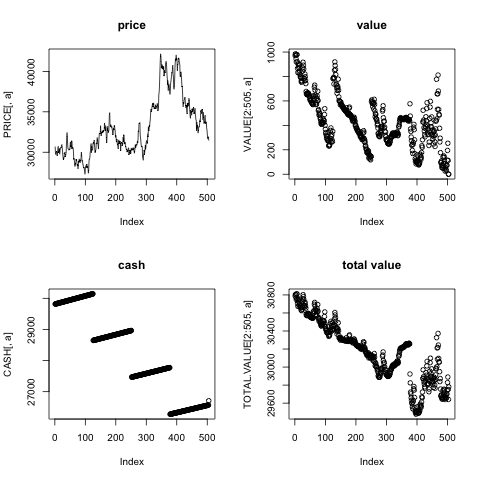 price
PRICE[, a]
30000 35000 40000
0 100 200 300 400 500
Index
value
VALUE[2:505, a]
0 200 600 1000
0 100 200 300 400 500
Index
cash
CASH[, a]
27000 29000
0 100 200 300 400 500
Index
total value
TOTAL.VALUE[2:505, a]
29600 30000 30400 30800
0 100 200 300 400 500
Index